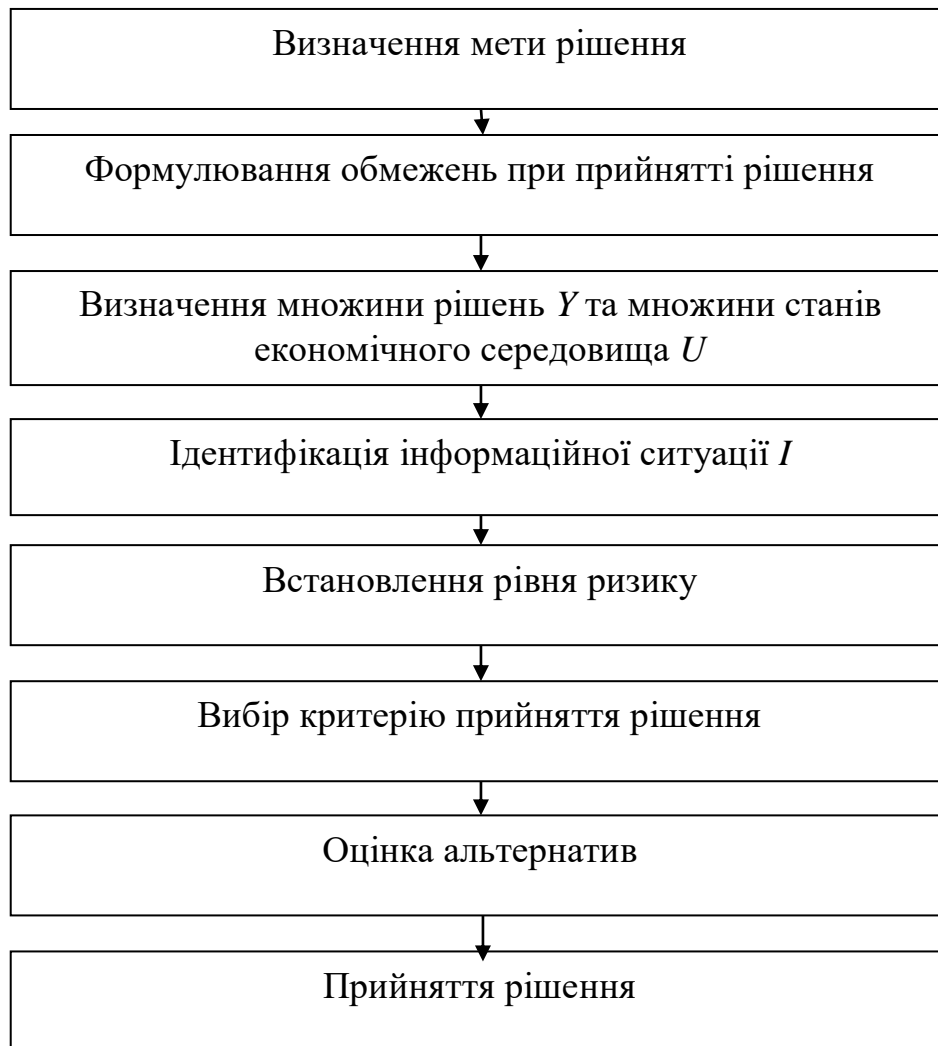 Визначення мети рішення
Формулювання обмежень при прийнятті рішення
Визначення множини рішень Y та множини станів
економічного середовища U
Ідентифікація інформаційної ситуації I
Встановлення рівня ризику
Вибір критерію прийняття рішення
Оцінка альтернатив
Прийняття рішення